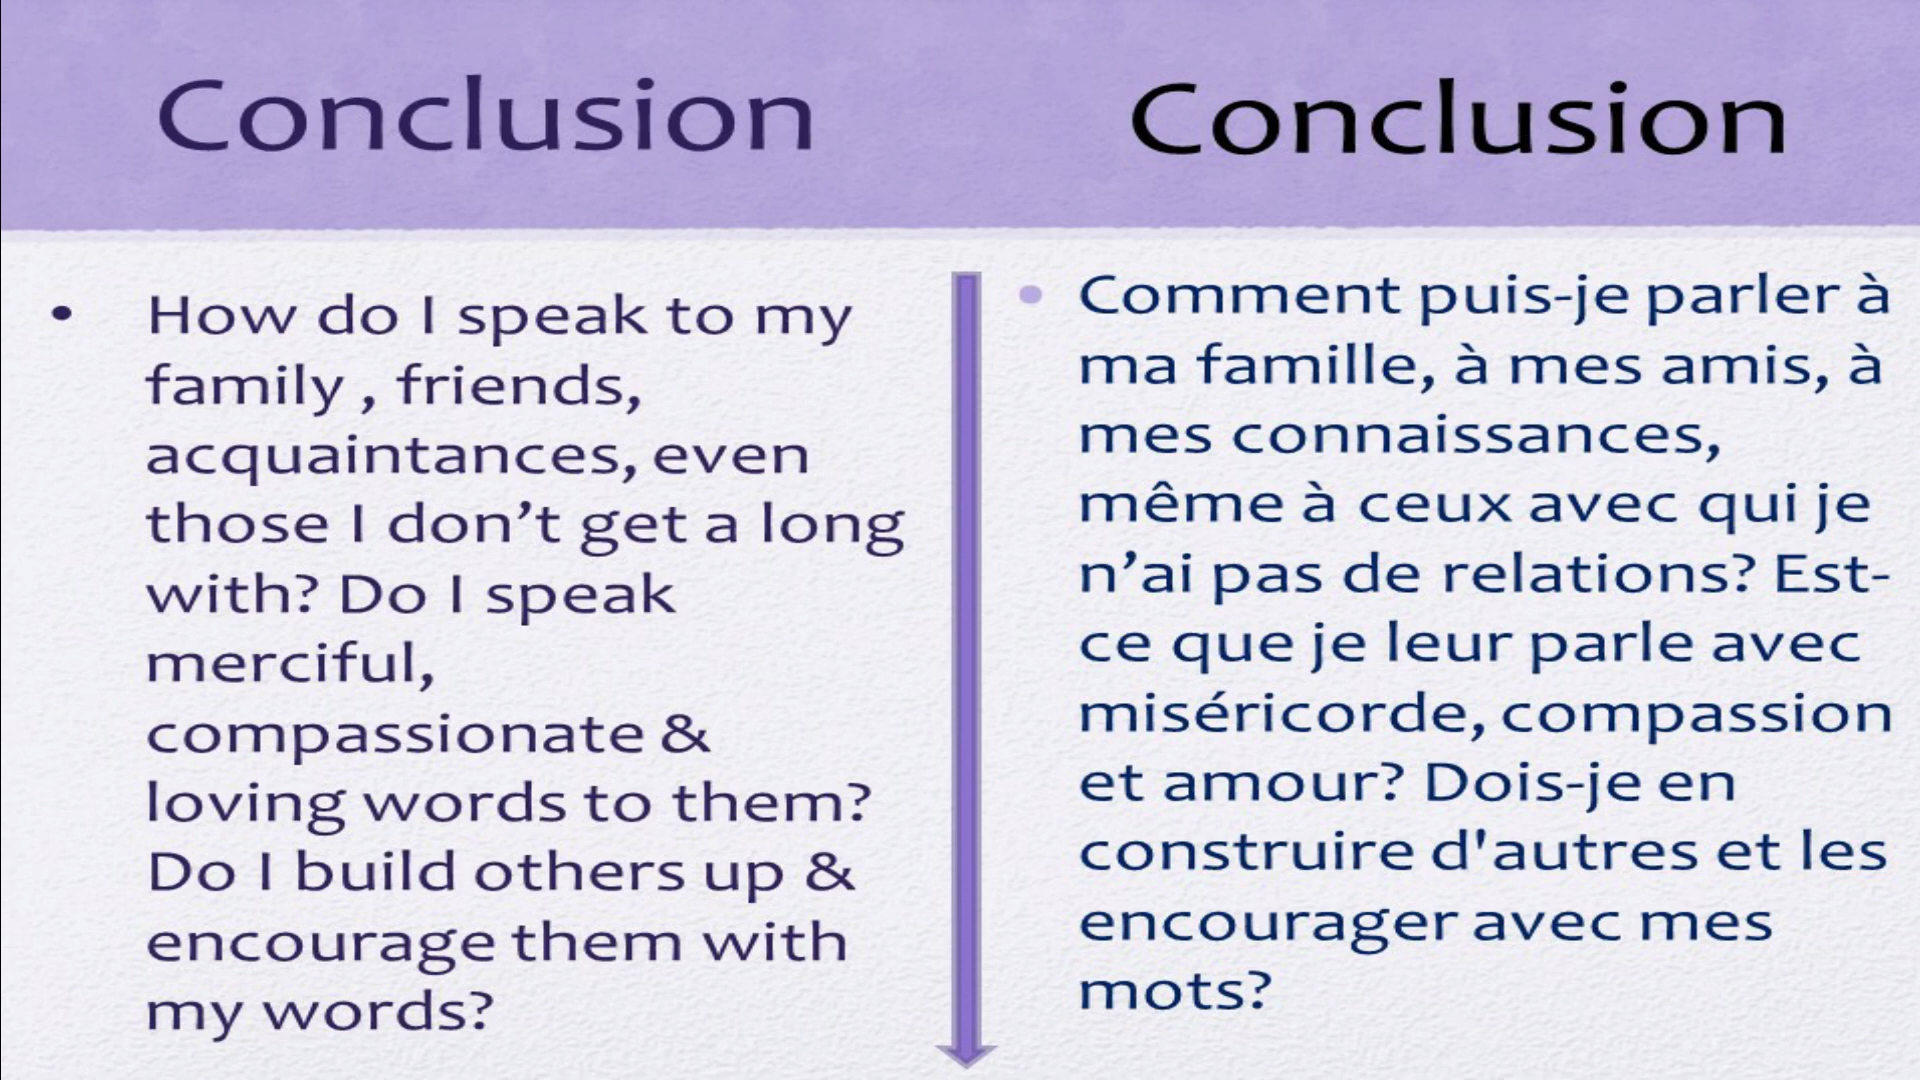 Conclusion
• How do I speak to my
family , friends,
acquaintances, even
those I don’t get a long
with? Do I speak
merciful,
compassionate &
loving words to them?
Do I build others up &
encourage them with
my words?
Conclusion
• Comment puis-je parler à
ma famille, à mes amis, à
mes connaissances,
même à ceux avec qui je
n’ai pas de relations? Est-
ce que je leur parle avec
miséricorde, compassion
et amour? Dois-je en
construire d'autres et les
encourager avec mes
mots?